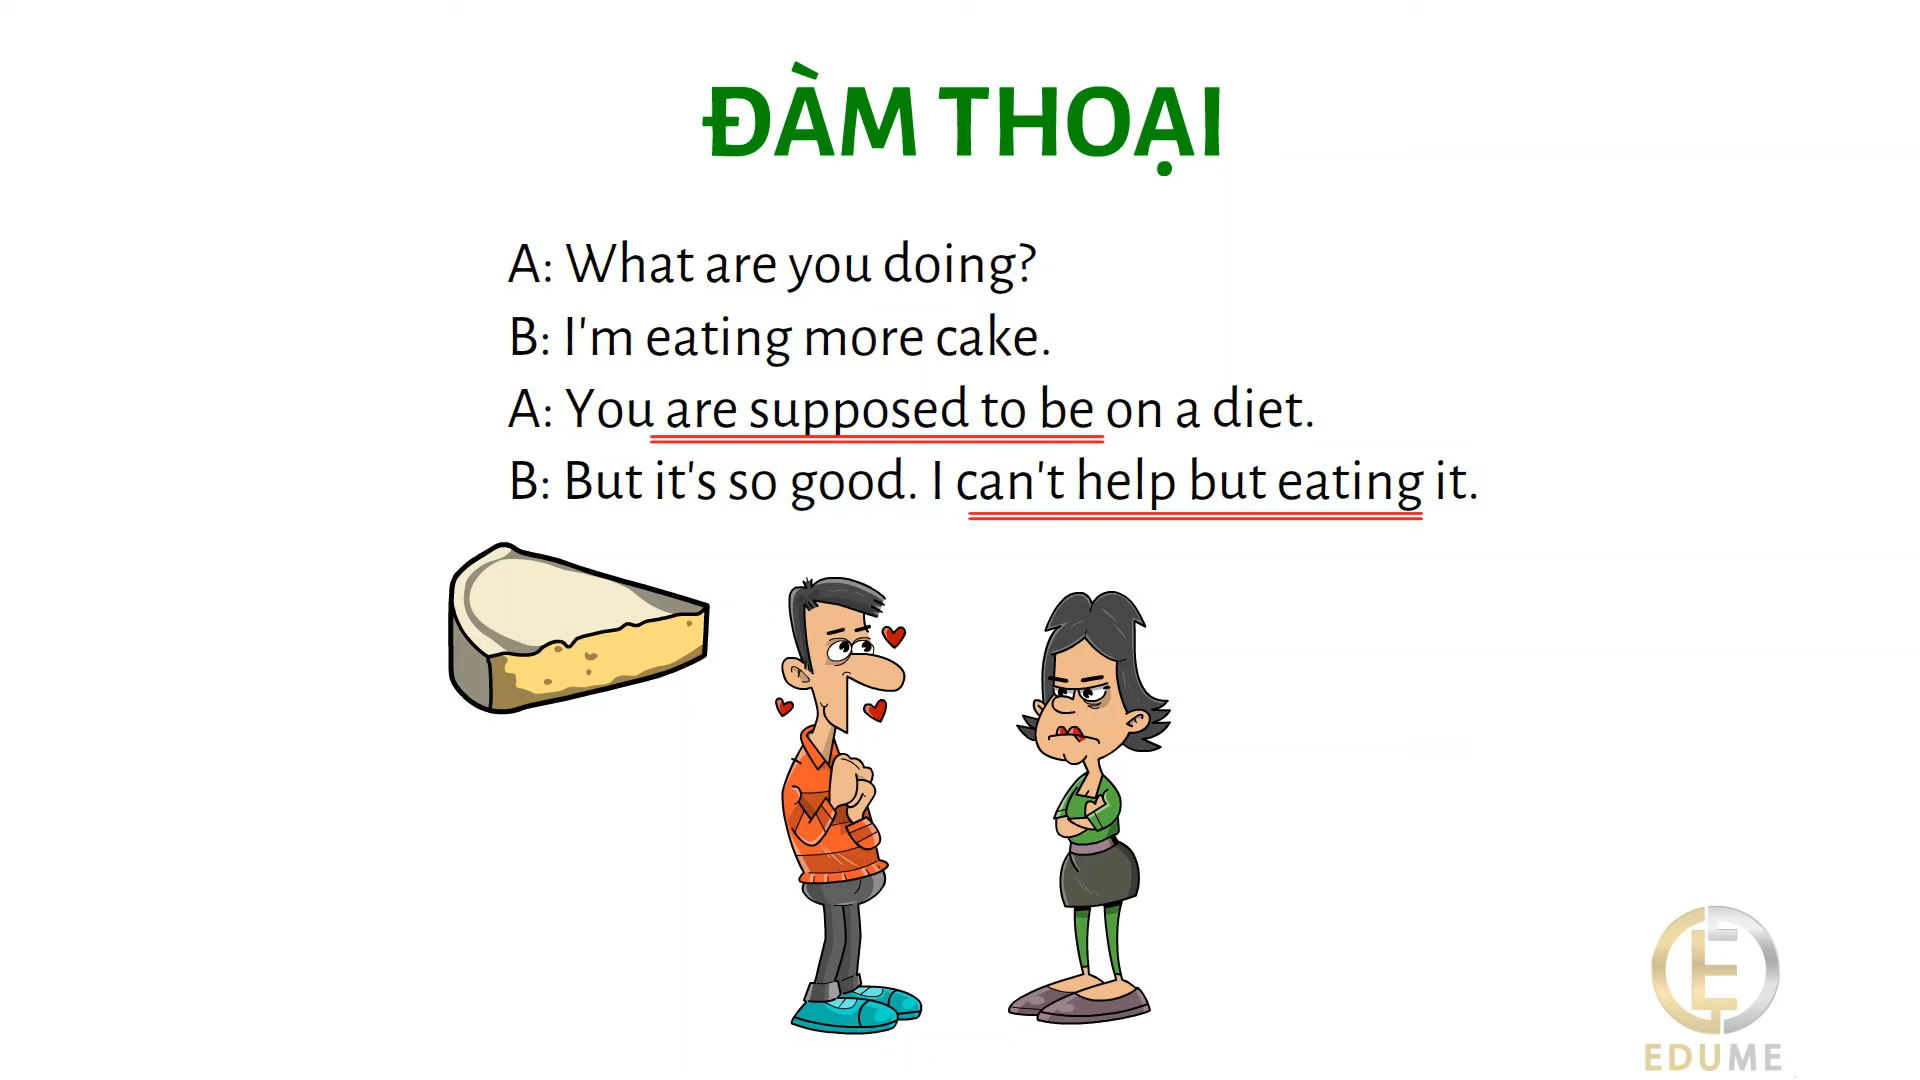 ĐÀM THOẠI
A: What are you doing?
B: I'm eating more cake.
A: You are supposed to be on a diet.
B: But it's so good. I can't help but eating it.
EDUME